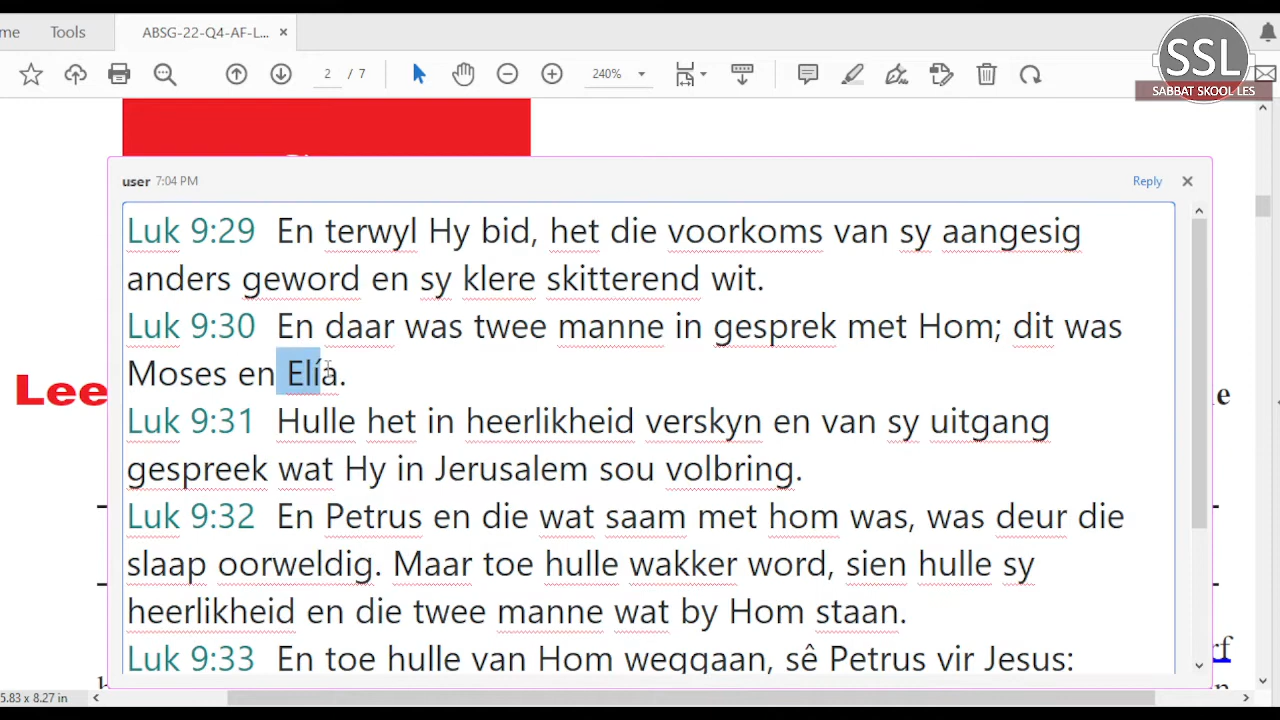 me
Tools
ABSG-22-Q4-AF-L...
2 / 7
240%
SSL
SABBAT SKOOL LES
user 7:04 PM
Reply
Luk 9:29 En terwyl Hy bid, het die voorkoms van sy aangesig
anders geword en sy klere skitterend wit.
Luk 9:30 En daar was twee manne in gesprek met Hom; dit was
Moses en Elía.
Lee
e
Luk 9:31 Hulle het in heerlikheid verskyn en van sy uitgang
gespreek wat Hy in Jerusalem sou volbring.
Luk 9:32 En Petrus en die wat saam met hom was, was deur die
slaap oorweldig. Maar toe hulle wakker word, sien hulle sy
heerlikheid en die twee manne wat by Hom staan.
Luk 9:33 En toe hulle van Hom weggaan, sê Petrus vir Jesus:
rf
5.83 x 8.27 in